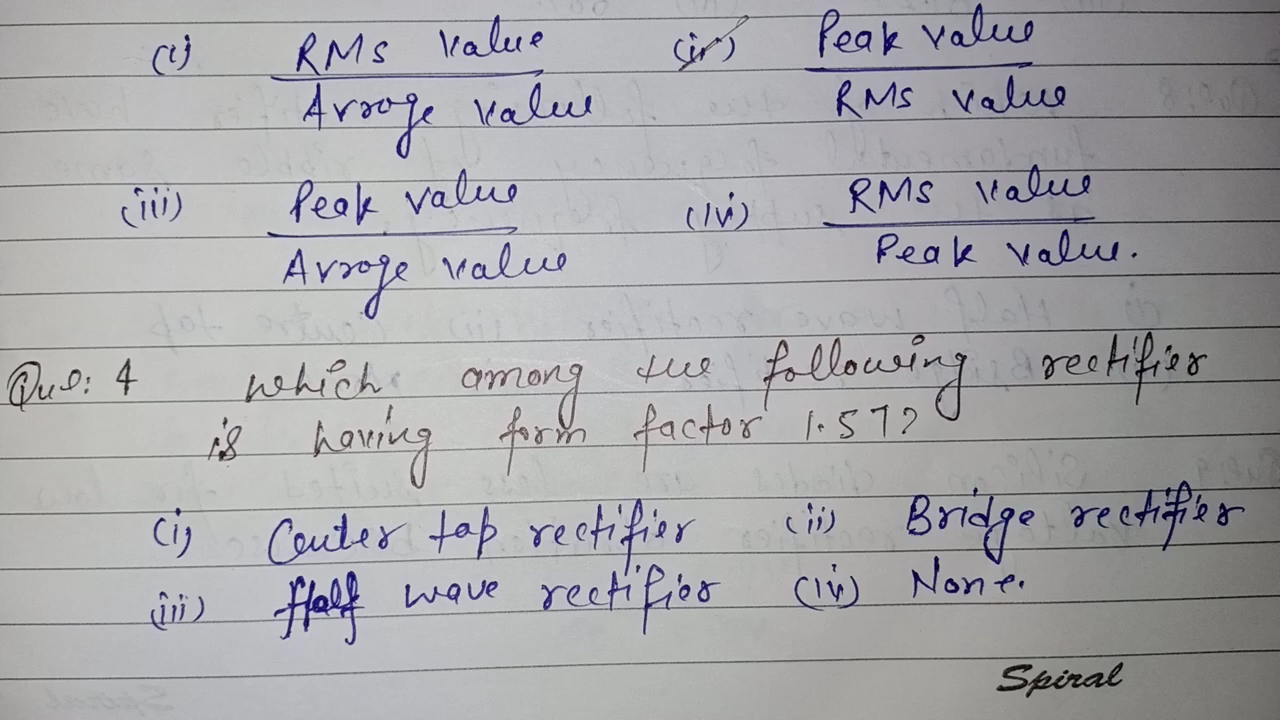 (i) RMS value (ii) Peak value
Avroge value RMS value
(iii) Peak value (iv) RMS value
Avroge value Peak value.
Que: 4 which among the following rectifier
is having form factor 1.57?
(i) Center tap rectifier (ii) Bridge rectifier
(iii) Half wave rectifier (iv) None.
Spiral